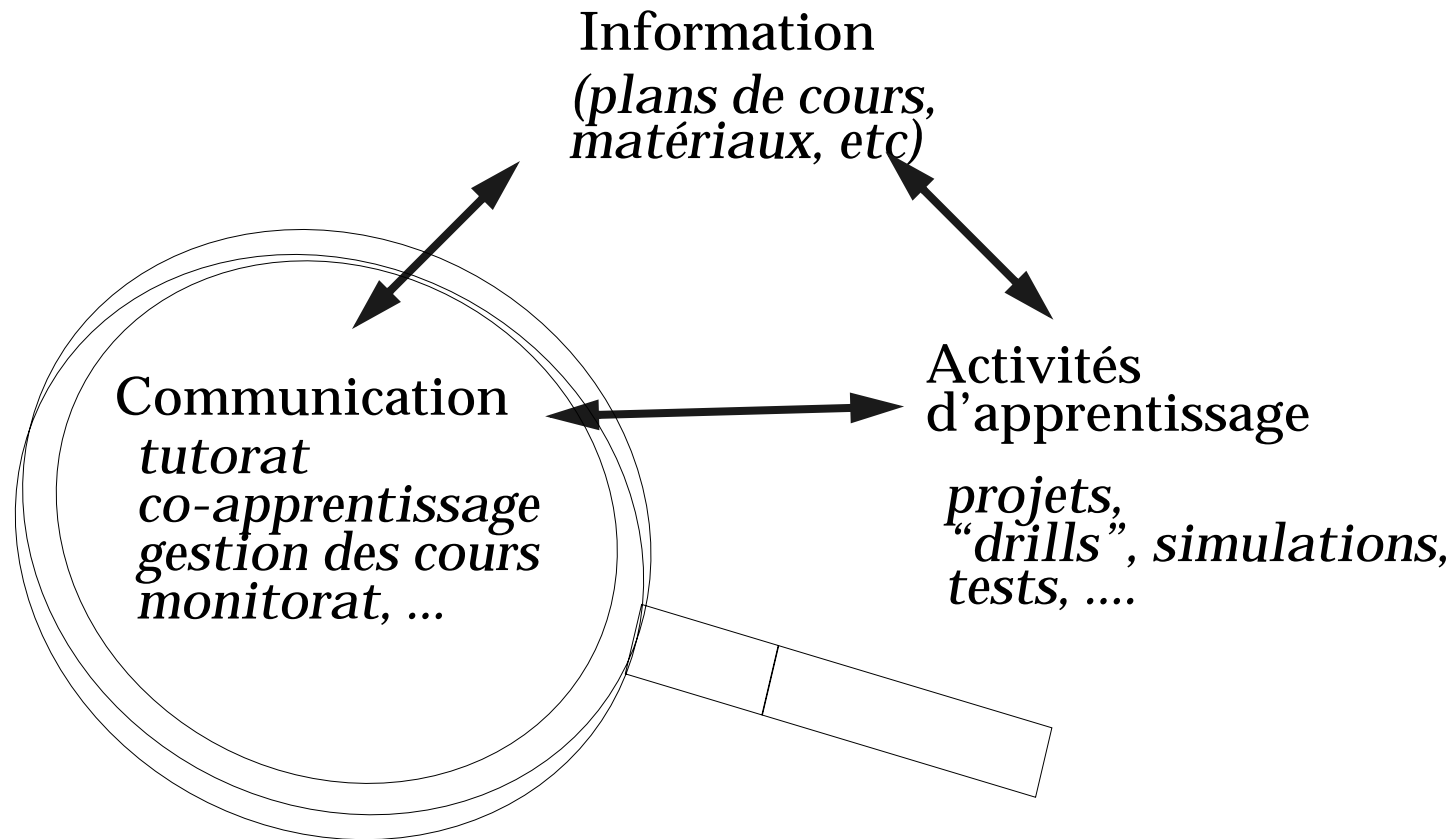 Information
(plans de cours,
matériaux, etc)
Communication
tutorat
co-apprentissage
gestion des cours
monitorat, ...
Activités
d’apprentissage
projets,
“drills”, simulations,
tests, ....